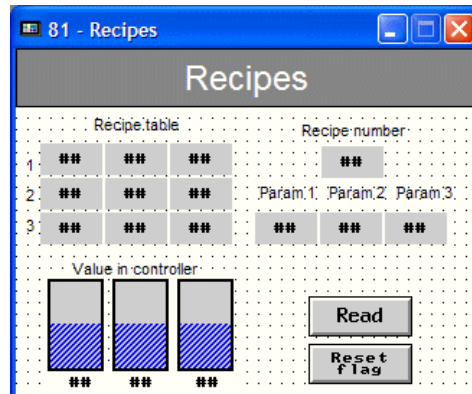 81 - Recipes
Recipes
Recipe table
1 ## ## ##
2 ## ## ##
3 ## ## ##
Recipe number
##
Param 1 Param 2 Param 3
## ## ##
Value in controller
## ## ##
Read
Reset
flag